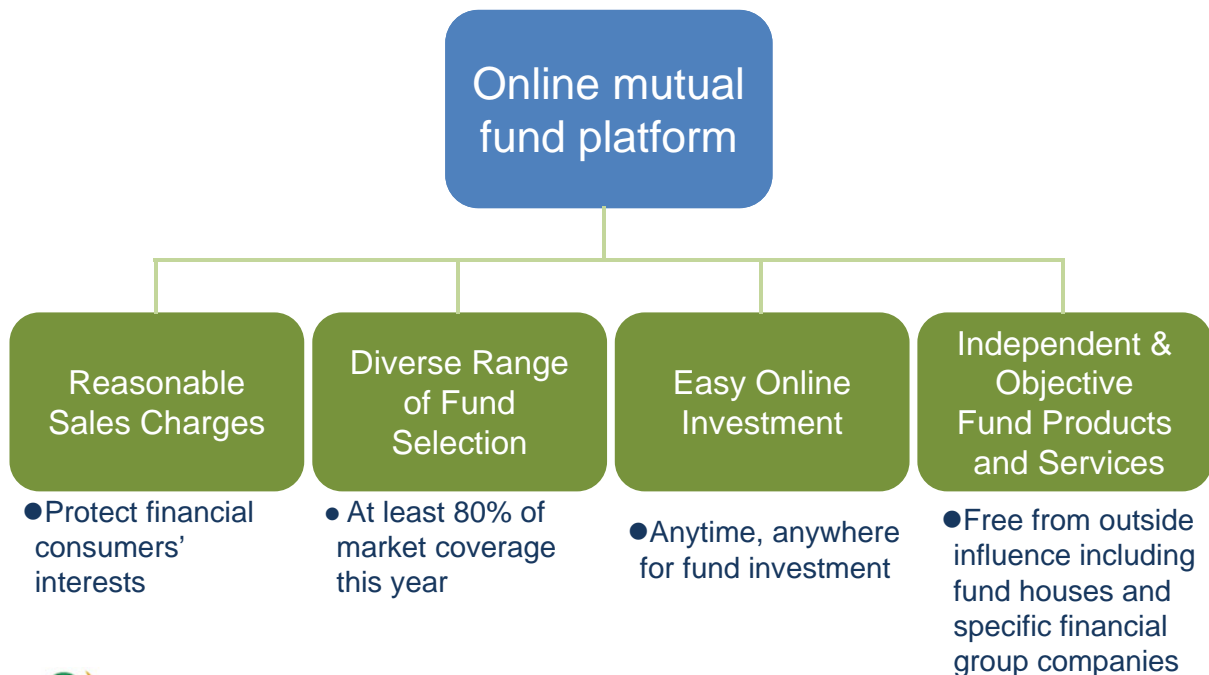 Online mutual
fund platform
Reasonable
Sales Charges
Diverse Range
of Fund
Selection
Easy Online
Investment
Independent &
Objective
Fund Products
and Services
●Protect financial
consumers’
interests
● At least 80% of
market coverage
this year
●Anytime, anywhere
for fund investment
●Free from outside
influence including
fund houses and
specific financial
group companies